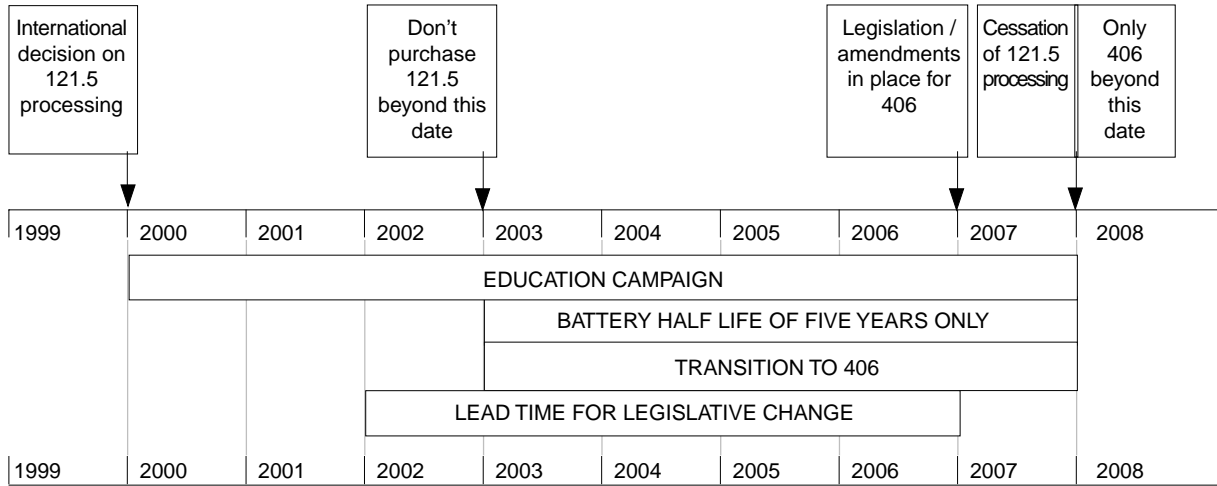 International
decision on
121.5
processing
Don't
purchase
121.5
beyond this
date
Legislation /
amendments
in place for
406
Cessation
of 121.5
processing
Only
406
beyond
this
date
1999 2000 2001 2002 2003 2004 2005 2006 2007 2008
EDUCATION CAMPAIGN
BATTERY HALF LIFE OF FIVE YEARS ONLY
TRANSITION TO 406
LEAD TIME FOR LEGISLATIVE CHANGE
1999 2000 2001 2002 2003 2004 2005 2006 2007 2008